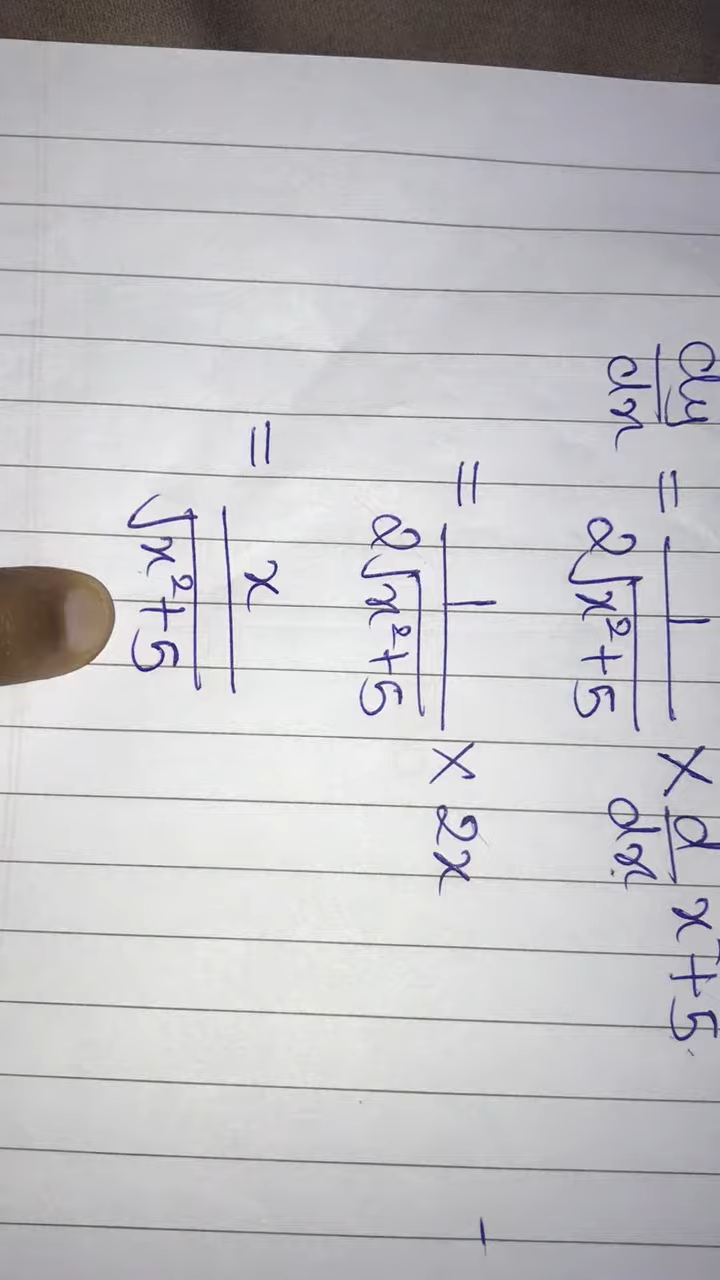 dy/dx = 1/(2√(x²+5)) × d/dx x²+5
= 1/(2√(x²+5)) × 2x
= x/√(x²+5)